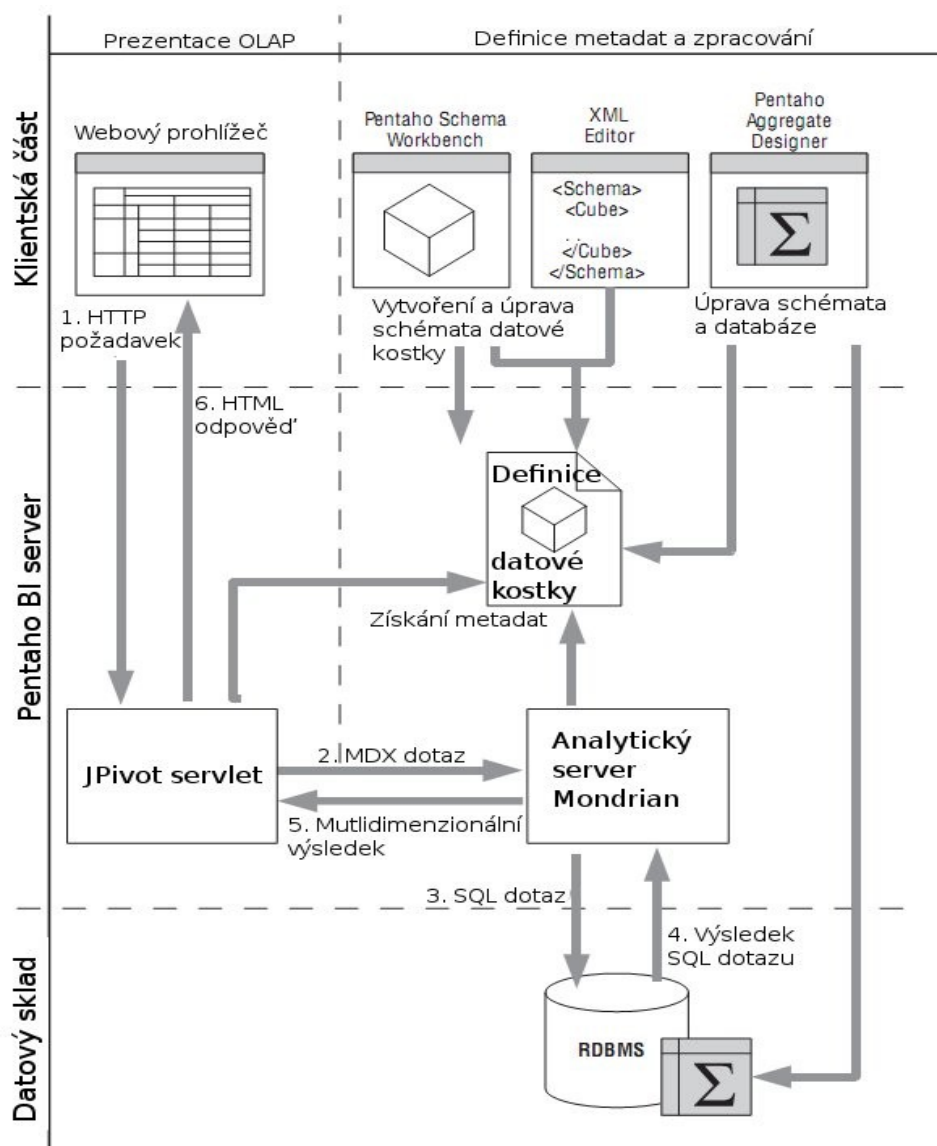 Prezentace OLAP
Definice metadat a zpracování
Klientská část
Webový prohlížeč
Pentaho Schema
Workbench
XML
Editor
Pentaho
Aggregate
Designer
<Schema>
<Cube>
..
</Cube>
</Schema>
Σ
1. HTTP
požadavek
Vytvoření a úprava
schémata datové
kostky
Úprava schémata
a databáze
Pentaho BI server
6. HTML
odpověď
Definice
datové
kostky
Získání metadat
JPivot servlet
2. MDX dotaz
Analytický
server
Mondrian
5. Mutlidimenzionální
výsledek
3. SQL dotaz
Datový sklad
4. Výsledek
SQL dotazu
RDBMS
Σ